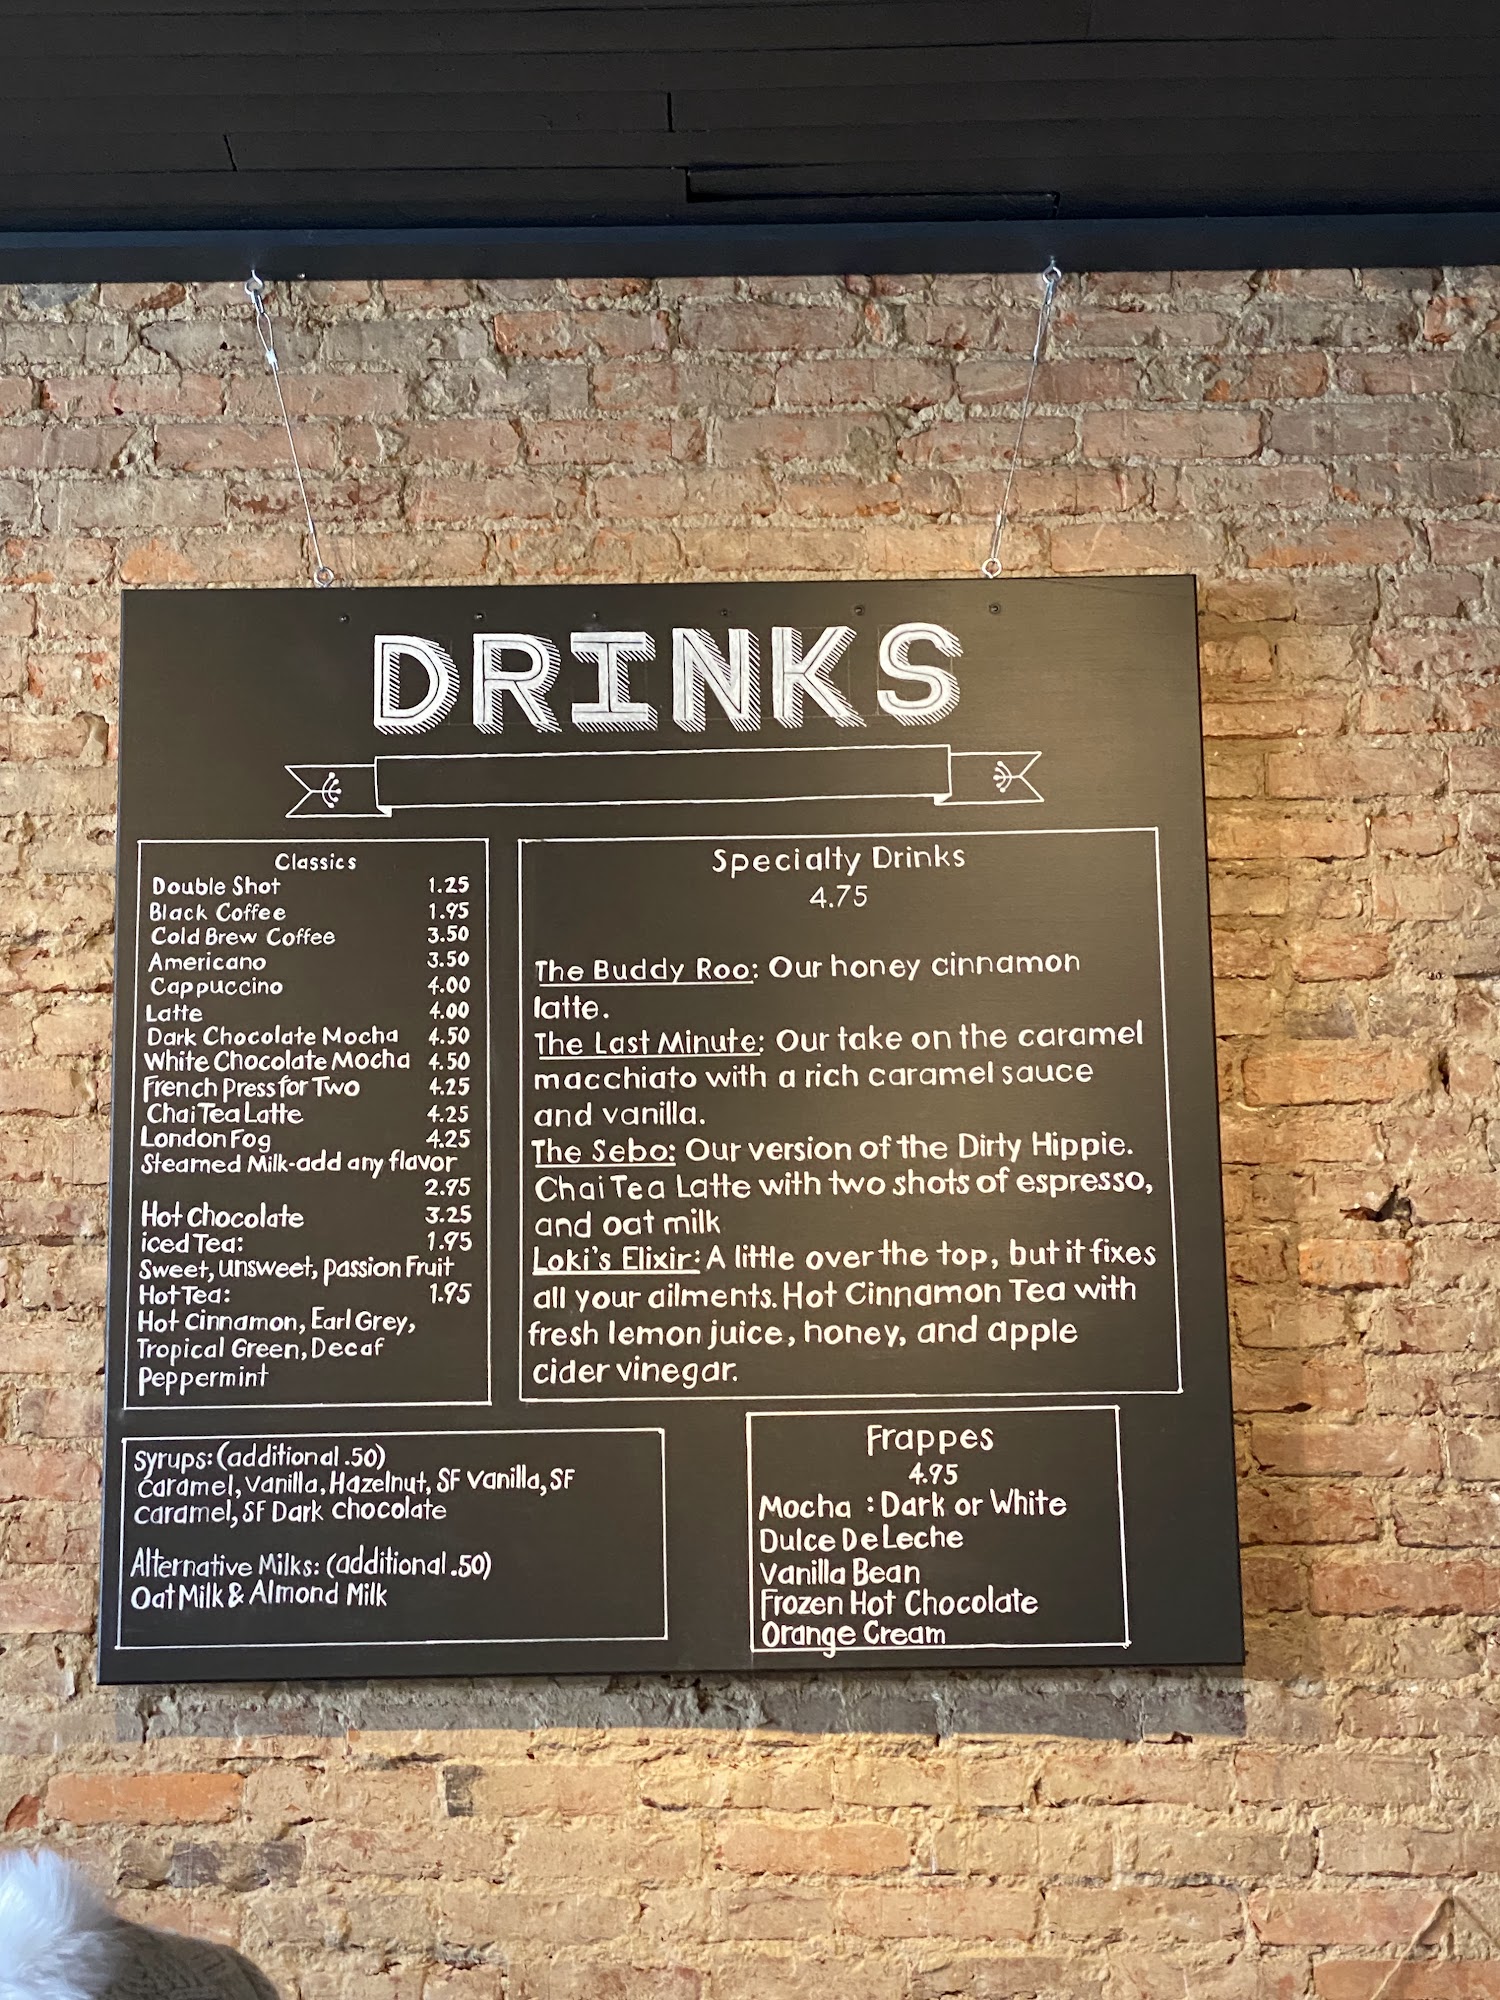 DRINKS
Classics
Double Shot 1.25
Black Coffee 1.95
Cold Brew Coffee 3.50
Americano 3.50
Cappuccino 4.00
Latte 4.00
Dark Chocolate Mocha 4.50
White Chocolate Mocha 4.50
French Press for Two 4.25
Chai Tea Latte 4.25
London Fog 4.25
Steamed Milk-add any flavor
2.95
Hot Chocolate 3.25
iced Tea: 1.95
Sweet, unsweet, passion Fruit
Hot Tea: 1.95
Hot Cinnamon, Earl Grey,
Tropical Green, Decaf
Peppermint
Specialty Drinks
4.75
The Buddy Roo: Our honey cinnamon
latte.
The Last Minute: Our take on the caramel
macchiato with a rich caramel sauce
and vanilla.
The Sebo: Our version of the Dirty Hippie.
Chai Tea Latte with two shots of espresso,
and oat milk
Loki's Elixir: A little over the top, but it fixes
all your ailments. Hot Cinnamon Tea with
fresh lemon juice, honey, and apple
cider vinegar.
Syrups: (additional .50)
Caramel, Vanilla, Hazelnut, SF Vanilla, SF
Caramel, SF Dark Chocolate
Alternative Milks: (additional .50)
Oat Milk & Almond Milk
Frappes
4.95
Mocha : Dark or White
Dulce De Leche
Vanilla Bean
Frozen Hot Chocolate
Orange Cream